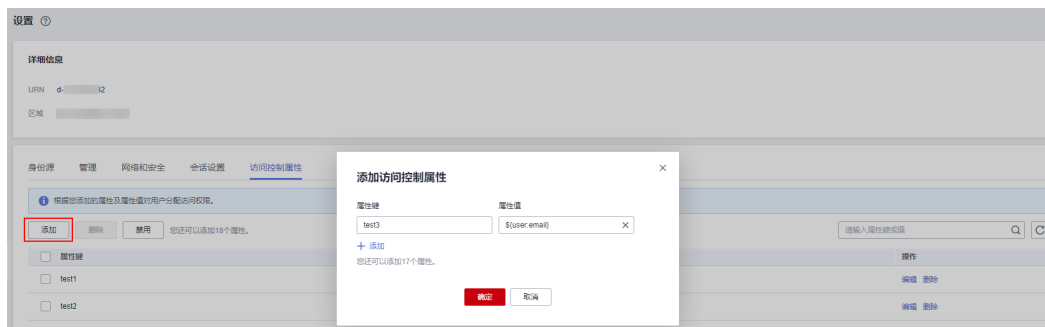 设置
详细信息
URN d- 32
区域
身份源 管理 网络和安全 会话设置 访问控制属性
根据您添加的属性及属性值对用户分配访问权限。
添加 删除 禁用 您还可以添加18个属性。 请输入属性键或值
属性键 操作
test1 编辑 删除
test2 编辑 删除
添加访问控制属性
属性键 属性值
test3 ${user:email}
添加
您还可以添加17个属性。
确定 取消